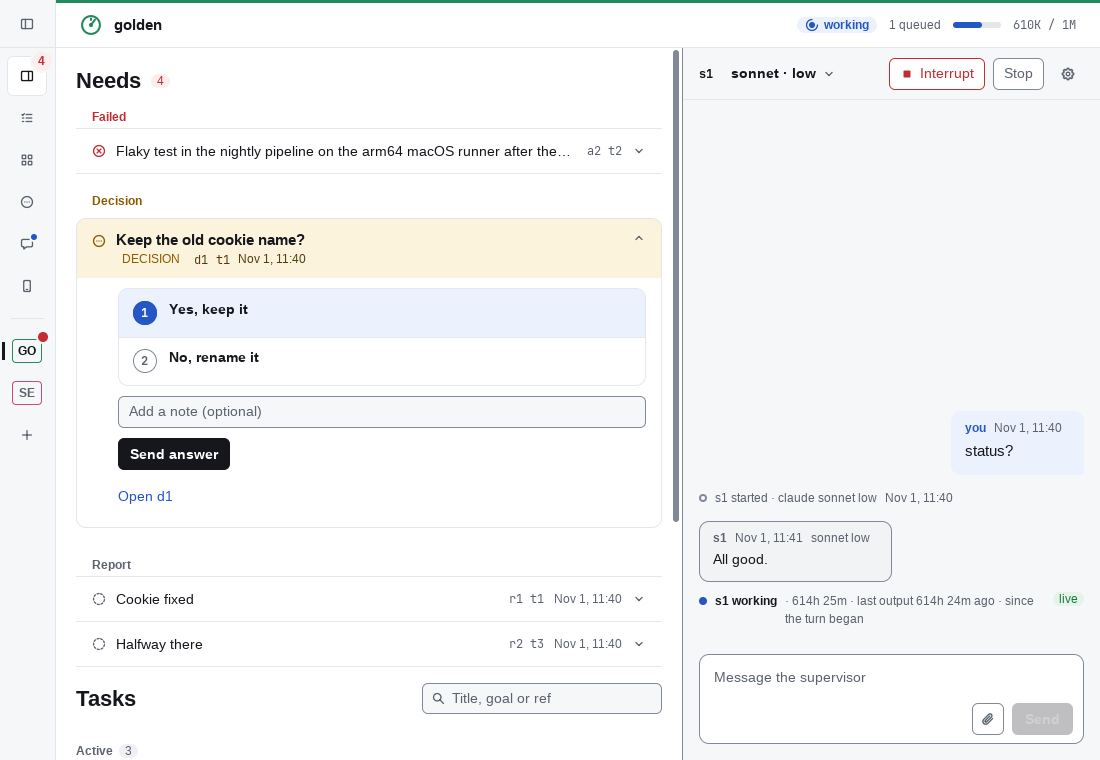 golden
working
1 queued
610K / 1M
4
GO
SE
Needs 4
Failed
Flaky test in the nightly pipeline on the arm64 macOS runner after the… a2 t2
Decision
Keep the old cookie name?
DECISION d1 t1 Nov 1, 11:40
1 Yes, keep it
2 No, rename it
Add a note (optional)
Send answer
Open d1
Report
Cookie fixed r1 t1 Nov 1, 11:40
Halfway there r2 t3 Nov 1, 11:40
Tasks
Title, goal or ref
Active 3
s1 sonnet · low
Interrupt
Stop
you Nov 1, 11:40
status?
s1 started · claude sonnet low Nov 1, 11:40
s1 Nov 1, 11:41 sonnet low
All good.
s1 working · 614h 25m · last output 614h 24m ago · since
the turn began
live
Message the supervisor
Send